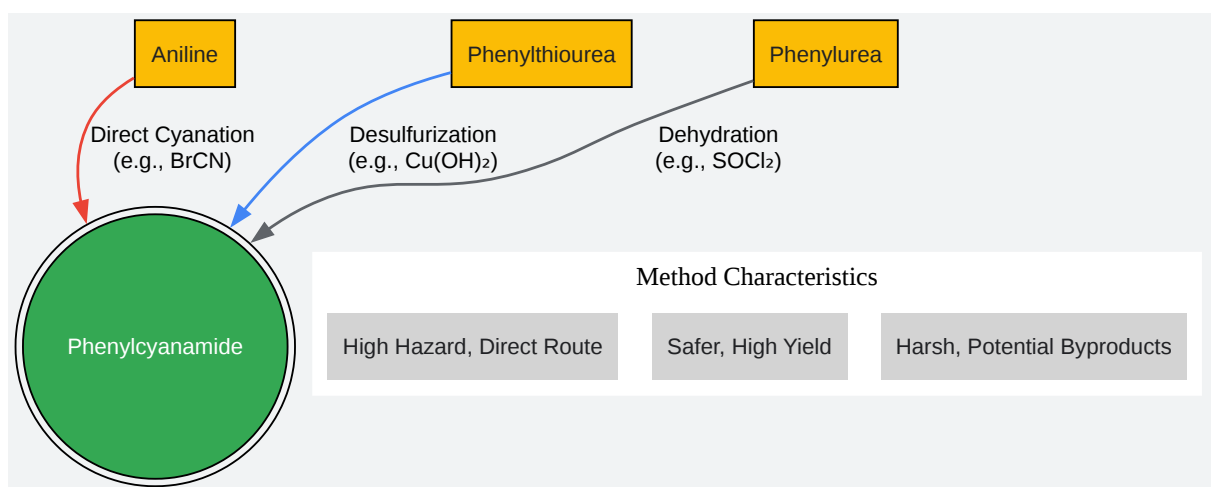 Aniline
Phenylthiourea
Phenylurea
Direct Cyanation
(e.g., BrCN)
Desulfurization
(e.g., Cu(OH)₂)
Dehydration
(e.g., SOCl₂)
Method Characteristics
Phenylcyanamide
High Hazard, Direct Route
Safer, High Yield
Harsh, Potential Byproducts